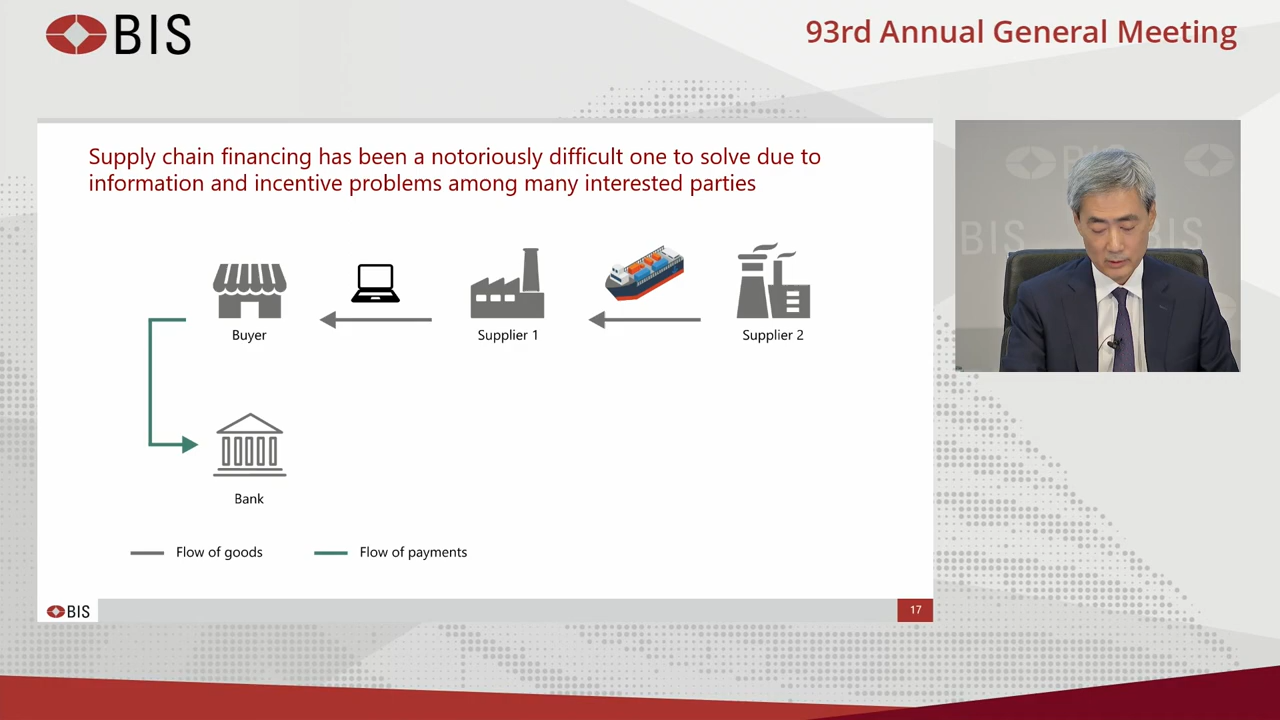 BIS
93rd Annual General Meeting
Supply chain financing has been a notoriously difficult one to solve due to
information and incentive problems among many interested parties
Buyer
Supplier 1
Supplier 2
Bank
Flow of goods
Flow of payments
BIS
17
BIS
BIS